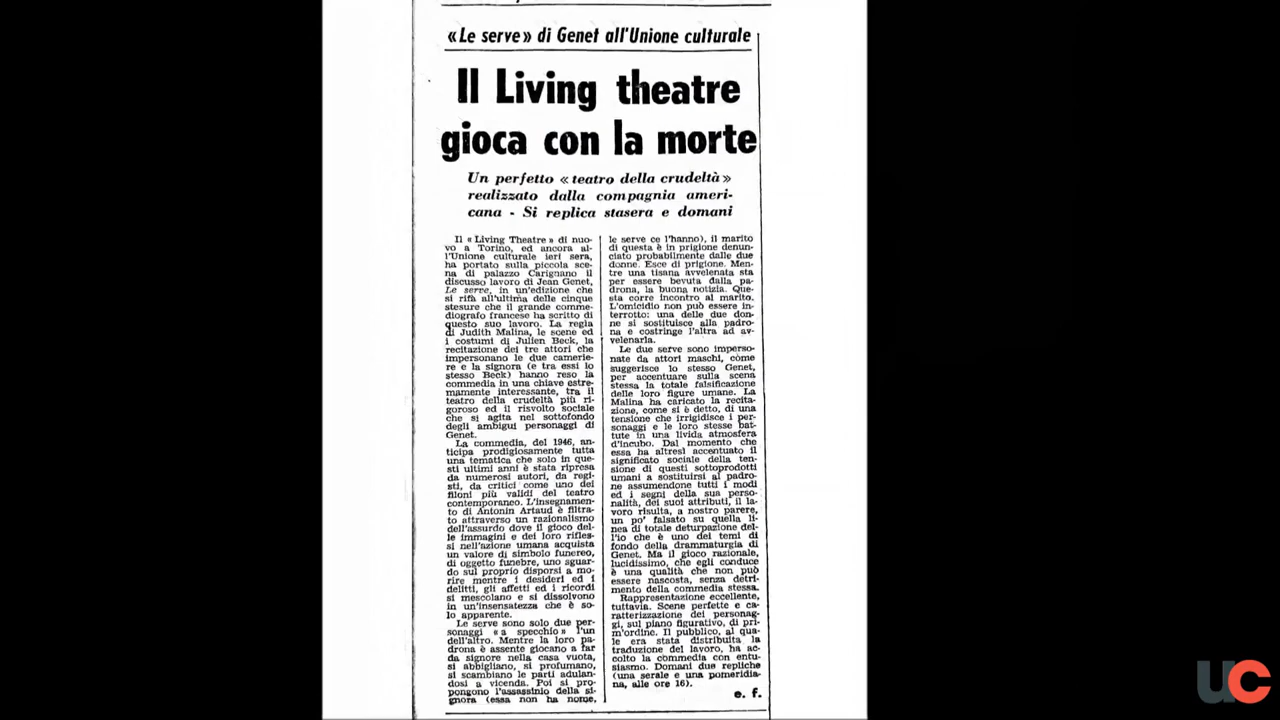 «Le serve» di Genet all'Unione culturale
Il Living theatre
gioca con la morte
Un perfetto «teatro della crudeltà»
realizzato dalla compagnia ameri-
cana - Si replica stasera e domani
Il «Living Theatre» di nuo-
vo a Torino, ed ancora al-
l'Unione culturale ieri sera,
ha portato sulla piccola sce-
na di palazzo Carignano il
discusso lavoro di Jean Genet,
Le serve, in un'edizione che
si rifà all'ultima delle cinque
stesure che il grande comme-
diografo francese ha scritto di
questo suo lavoro. La regia
di Judith Malina, le scene ed
i costumi di Julien Beck, la
recitazione dei tre attori che
impersonano le due camerie-
re e la signora (e tra essi lo
stesso Beck) hanno reso la
commedia in una chiave estre-
mamente interessante, tra il
teatro della crudeltà più ri-
goroso ed il risvolto sociale
che si agita nel sottofondo
degli ambigui personaggi di
Genet.
La commedia, del 1946, an-
ticipa prodigiosamente tutta
una tematica che solo in que-
sti ultimi anni è stata ripresa
da numerosi autori, da regi-
sti, da critici come uno dei
filoni più validi del teatro
contemporaneo. L'insegnamen-
to di Antonin Artaud è filtra-
to attraverso un razionalismo
dell'assurdo dove il gioco del-
le immagini e dei loro rifles-
si nell'azione umana acquista
un valore di simbolo funereo,
di oggetto funebre, uno sguar-
do sul proprio disporsi a mo-
rire mentre i desideri ed i
delitti, gli affetti ed i ricordi
si mescolano e si dissolvono
in un'insensatezza che è so-
lo apparente.
Le serve sono solo due per-
sonaggi «a specchio» l'un
dell'altro. Mentre la loro pa-
drona è assente giocano a far
da signore nella casa vuota,
si abbigliano, si profumano,
si scambiano le parti adulan-
dosi a vicenda. Poi si pro-
pongono l'assassinio della si-
gnora (essa non ha nome,
le serve ce l'hanno), il marito
di questa è in prigione denun-
ciato probabilmente dalle due
donne. Esce di prigione. Men-
tre una tisana avvelenata sta
per essere bevuta dalla pa-
drona, la buona notizia. Que-
sta corre incontro al marito.
L'omicidio non può essere in-
terrotto: una delle due don-
ne si sostituisce alla padro-
na e costringe l'altra ad av-
velenarla.
Le due serve sono imperso-
nate da attori maschi, come
suggerisce lo stesso Genet,
per accentuare sulla scena
stessa la totale falsificazione
delle loro figure umane. La
Malina ha caricato la recita-
zione, come si è detto, di una
tensione che irrigidisce i per-
sonaggi e le loro stesse bat-
tute in una livida atmosfera
d'incubo. Dal momento che
essa ha altresì accentuato il
significato sociale della ten-
sione di questi sottoprodotti
umani a sostituirsi al padro-
ne assumendone tutti i modi
ed i segni della sua perso-
nalità, dei suoi attributi, il la-
voro risulta, a nostro parere,
un po' falsato su quella li-
nea di totale deturpazione del-
l'io che è uno dei temi di
fondo della drammaturgia di
Genet. Ma il gioco razionale,
lucidissimo, che egli conduce
è una qualità che non può
essere nascosta, senza detri-
mento della commedia stessa.
Rappresentazione eccellente,
tuttavia. Scene perfette e ca-
ratterizzazione dei personag-
gi, sul piano figurativo, di pri-
m'ordine. Il pubblico, al qua-
le era stata distribuita la
traduzione del lavoro, ha ac-
colto la commedia con entu-
siasmo. Domani due repliche
(una serale e una pomeridia-
na, alle ore 16).
e. f.
uc